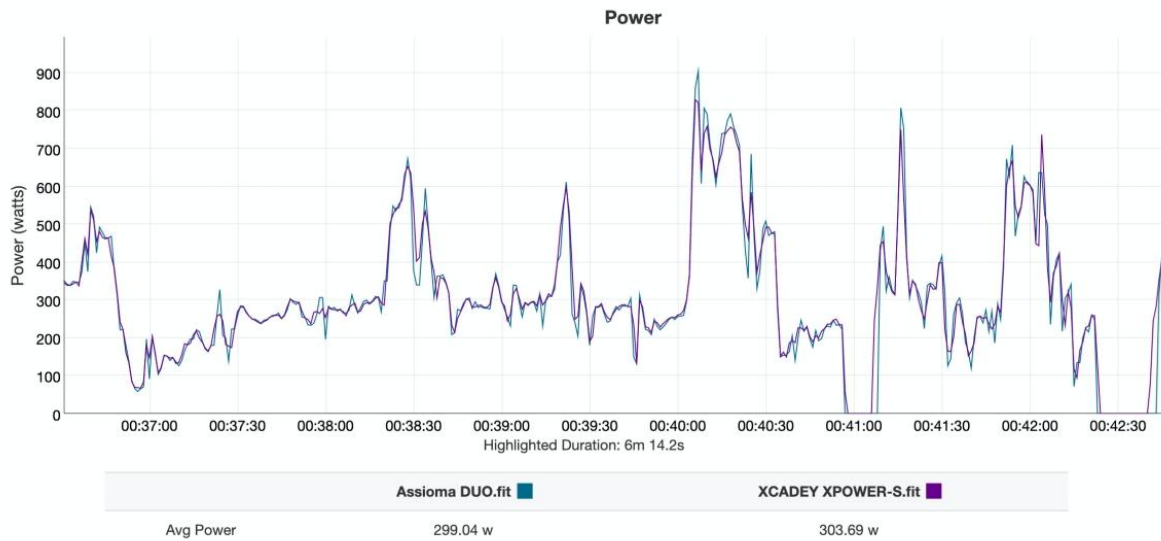 Power
Power (watts)
900
800
700
600
500
400
300
200
100
0
00:37:00 00:37:30 00:38:00 00:38:30 00:39:00 00:39:30 00:40:00 00:40:30 00:41:00 00:41:30 00:42:00 00:42:30
Highlighted Duration: 6m 14.2s
Assioma DUO.fit XCADEY XPOWER-S.fit
Avg Power 299.04 w 303.69 w